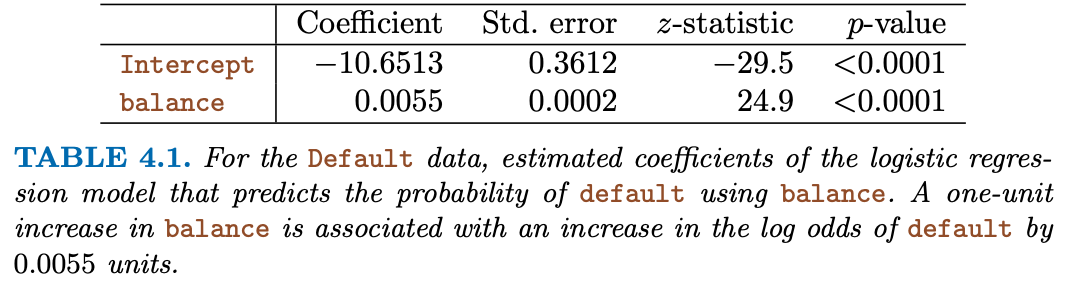 Coefficient Std. error z-statistic p-value
Intercept −10.6513 0.3612 −29.5 <0.0001
balance 0.0055 0.0002 24.9 <0.0001
TABLE 4.1. For the Default data, estimated coefficients of the logistic regres-
sion model that predicts the probability of default using balance. A one-unit
increase in balance is associated with an increase in the log odds of default by
0.0055 units.